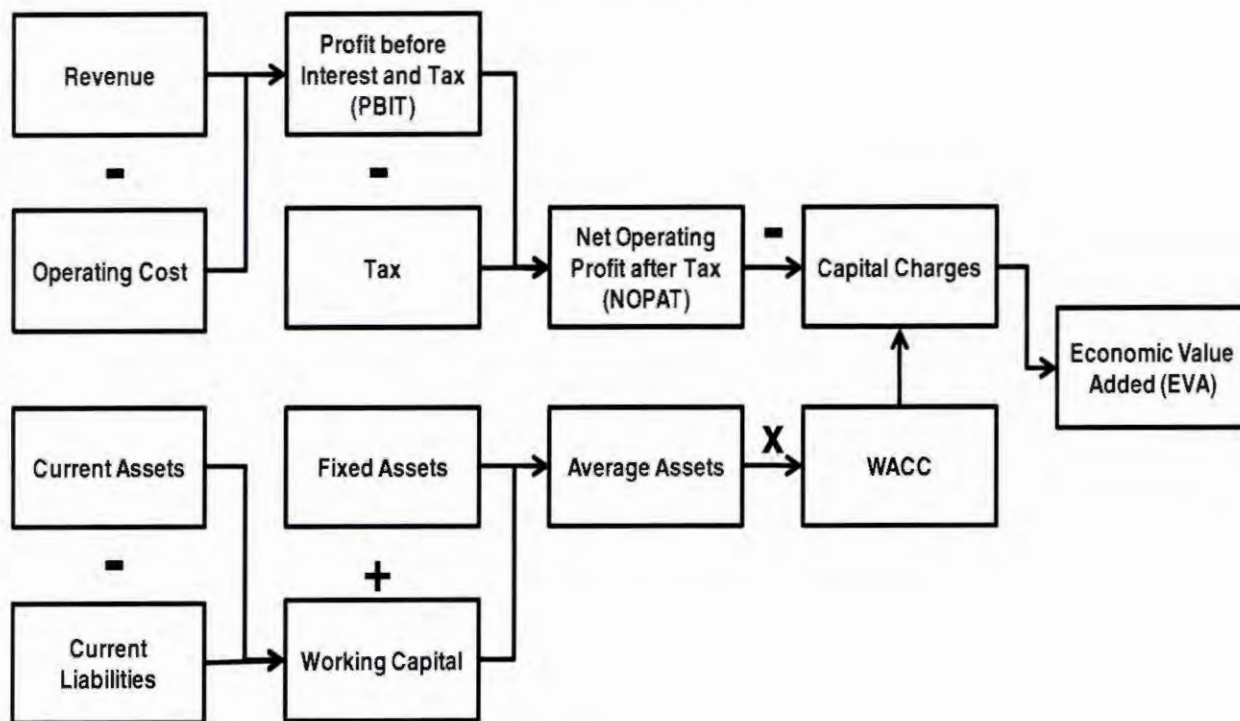 Revenue
Profit before
Interest and Tax
(PBIT)
-
-
Operating Cost
Tax
Net Operating
Profit after Tax
(NOPAT)
-
Capital Charges
Economic Value
Added (EVA)
Current Assets
Fixed Assets
Average Assets
X
WACC
-
+
Current
Liabilities
Working Capital